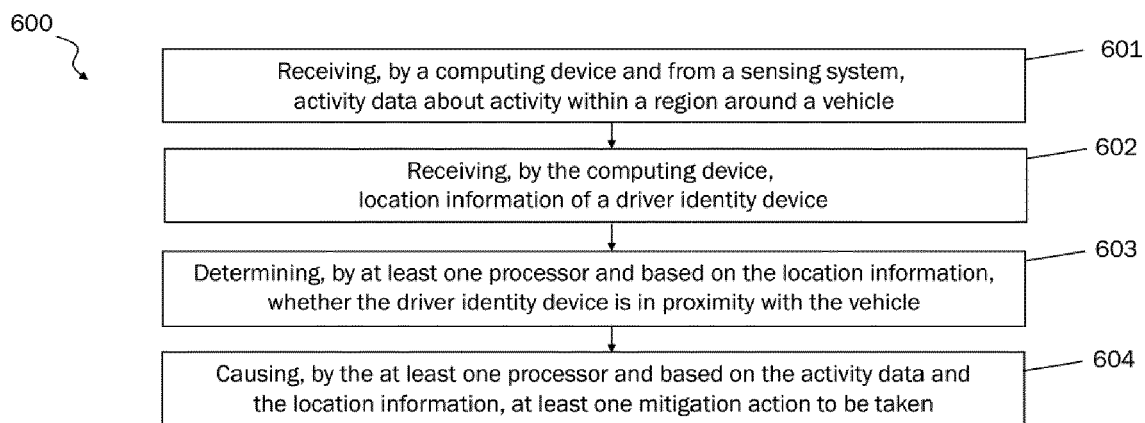 600
601
Receiving, by a computing device and from a sensing system,
activity data about activity within a region around a vehicle
602
Receiving, by the computing device,
location information of a driver identity device
603
Determining, by at least one processor and based on the location information,
whether the driver identity device is in proximity with the vehicle
604
Causing, by the at least one processor and based on the activity data and
the location information, at least one mitigation action to be taken